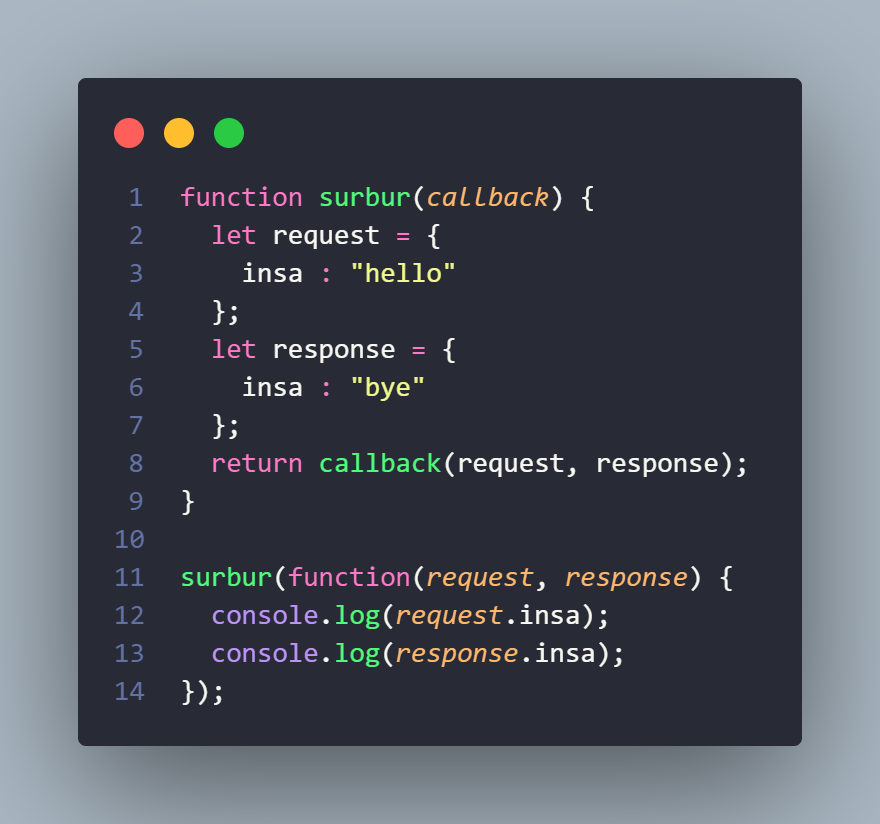 1 function surbur(callback) {
2 let request = {
3 insa : "hello"
4 };
5 let response = {
6 insa : "bye"
7 };
8 return callback(request, response);
9 }
10
11 surbur(function(request, response) {
12 console.log(request.insa);
13 console.log(response.insa);
14 });